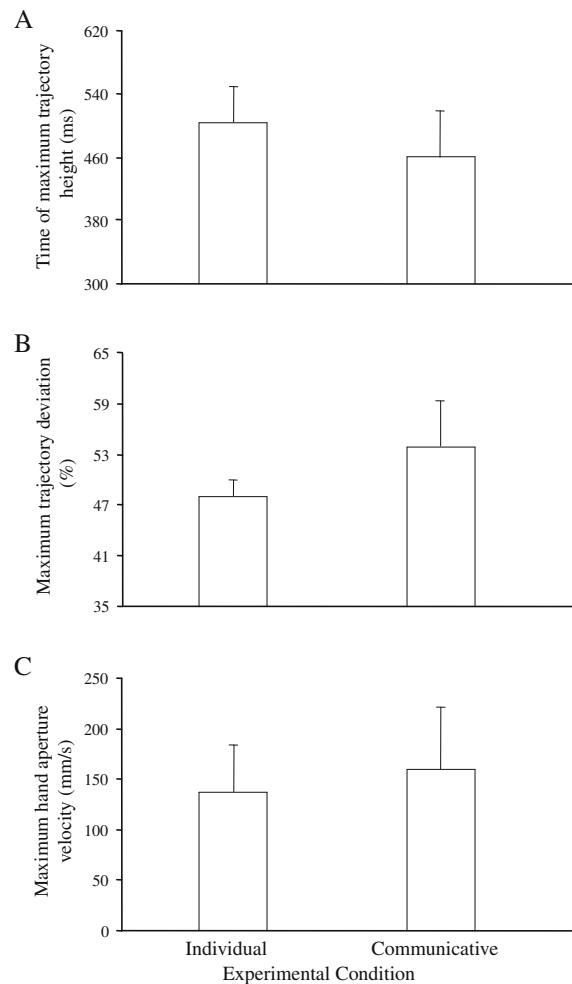 A
Time of maximum trajectory
height (ms)
620
540
460
380
300
B
Maximum trajectory deviation
(%)
65
59
53
47
41
35
C
Maximum hand aperture
velocity (mm/s)
250
200
150
100
50
0
Individual Communicative
Experimental Condition